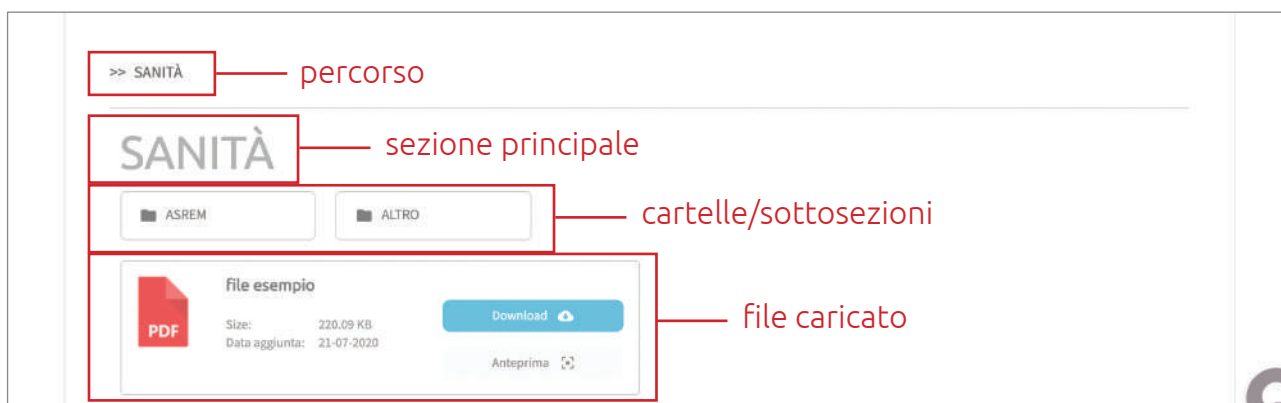 >> SANITÀ percorso
SANITÀ sezione principale
ASREM ALTRO cartelle/sottosezioni
file esempio
PDF Size: 220.09 KB Download file caricato
Data aggiunta: 21-07-2020
Anteprima